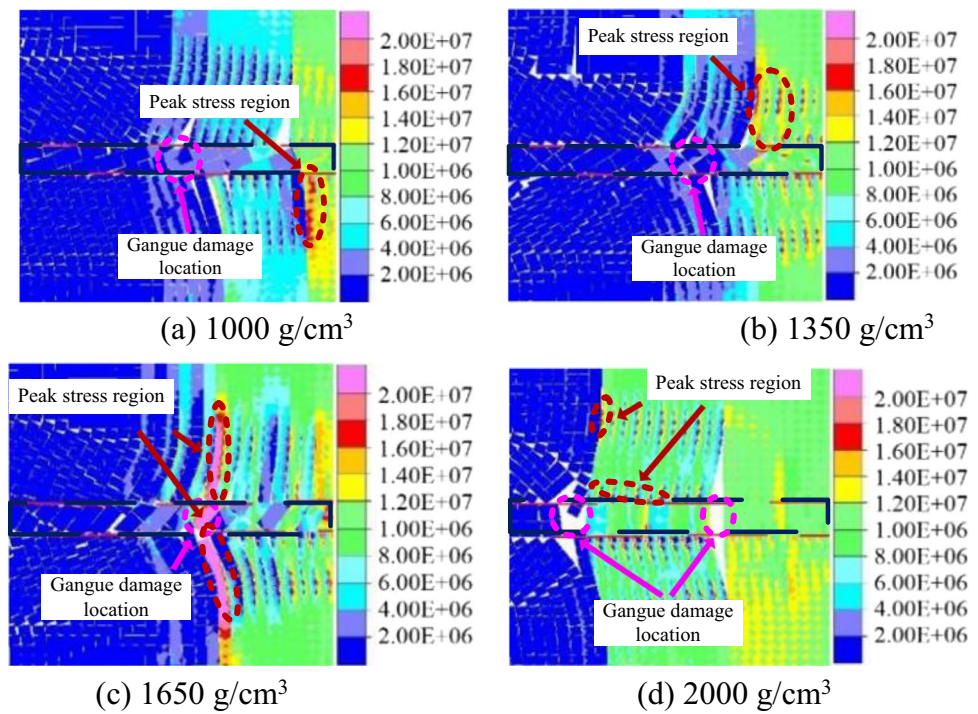 2.00E+07
1.80E+07
1.60E+07
1.40E+07
1.20E+07
1.00E+07
8.00E+06
6.00E+06
4.00E+06
2.00E+06
Peak stress region
Gangue damage
location
(a) 1000 g/cm³
2.00E+07
1.80E+07
1.60E+07
1.40E+07
1.20E+07
1.00E+06
8.00E+06
6.00E+06
4.00E+06
2.00E+06
Peak stress region
Gangue damage
location
(b) 1350 g/cm³
2.00E+07
1.80E+07
1.60E+07
1.40E+07
1.20E+07
1.00E+06
8.00E+06
6.00E+06
4.00E+06
2.00E+06
Peak stress region
Gangue damage
location
(c) 1650 g/cm³
2.00E+07
1.80E+07
1.60E+07
1.40E+07
1.20E+07
1.00E+06
8.00E+06
6.00E+06
4.00E+06
2.00E+06
Peak stress region
Gangue damage
location
(d) 2000 g/cm³